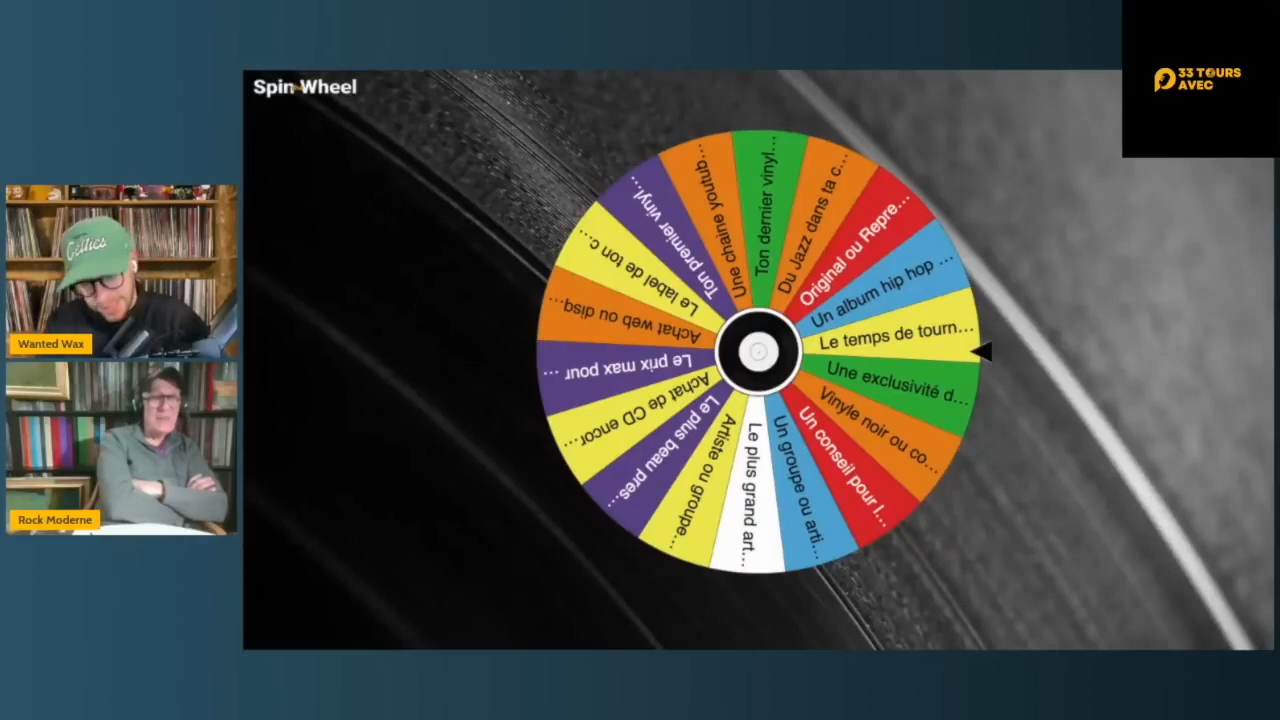 Spin Wheel
33 TOURS
AVEC
Celtics
Wanted Wax
Rock Moderne
Ton dernier vinyl...
Du Jazz dans ta c...
Original ou Repre...
Un album hip hop ...
Le temps de tourn...
Une exclusivité d...
Vinyle noir ou co...
Un conseil pour l...
Un groupe ou arti...
Le plus grand art...
Artiste ou groupe...
Le plus beau pres...
Achat de CD encor...
Le prix max pour ...
Achat web ou disq...
Le label de ton c...
Ton premier vinyl...
Une chaine youtub...